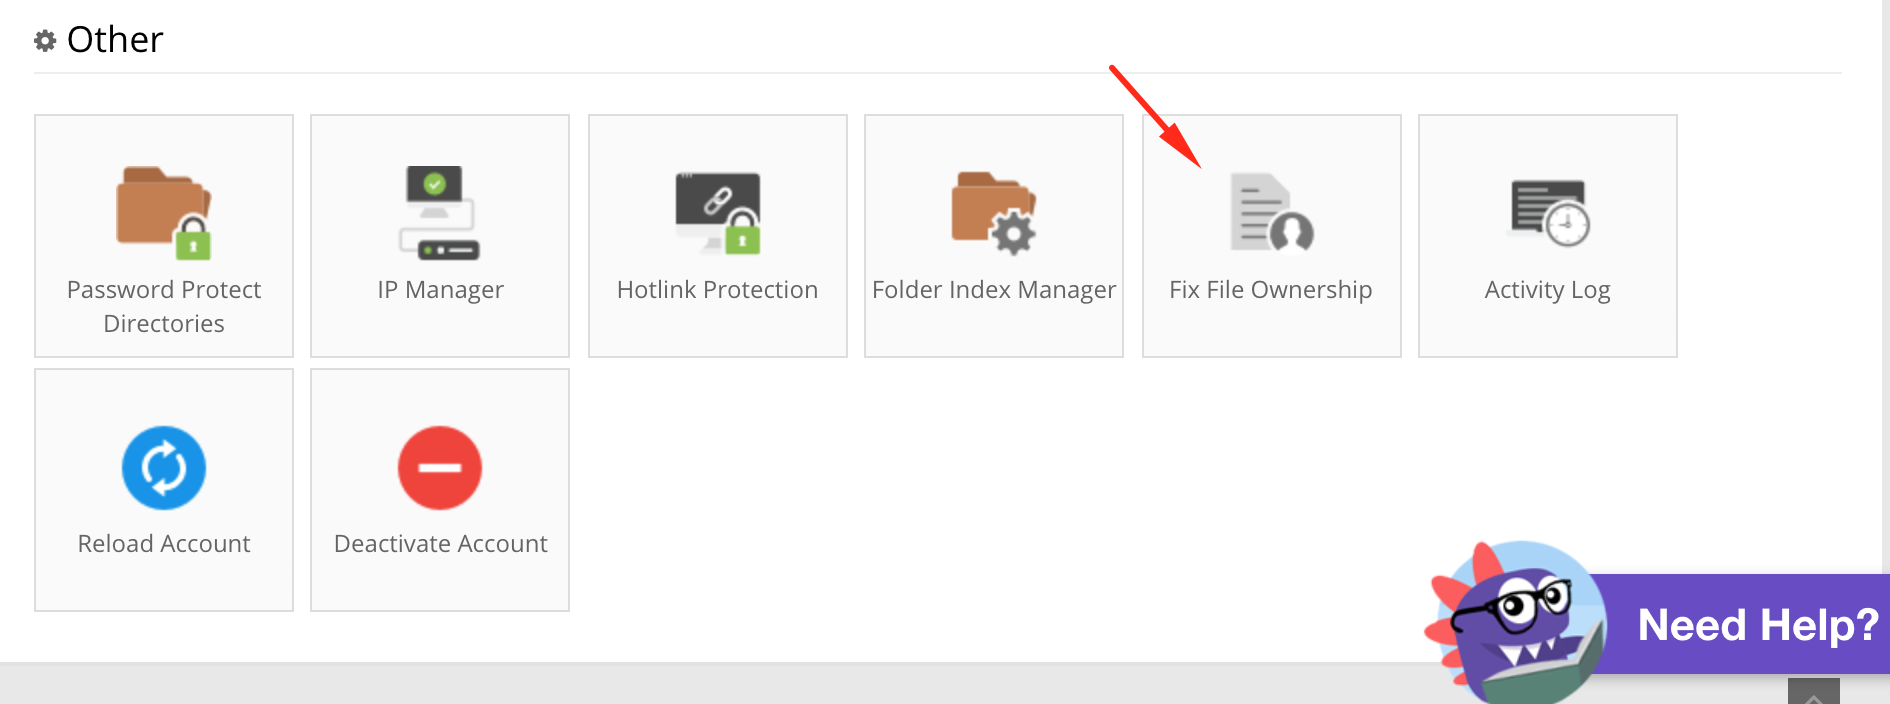 Other
Password Protect
Directories
IP Manager
Hotlink Protection
Folder Index Manager
Fix File Ownership
Activity Log
Reload Account
Deactivate Account
Need Help?